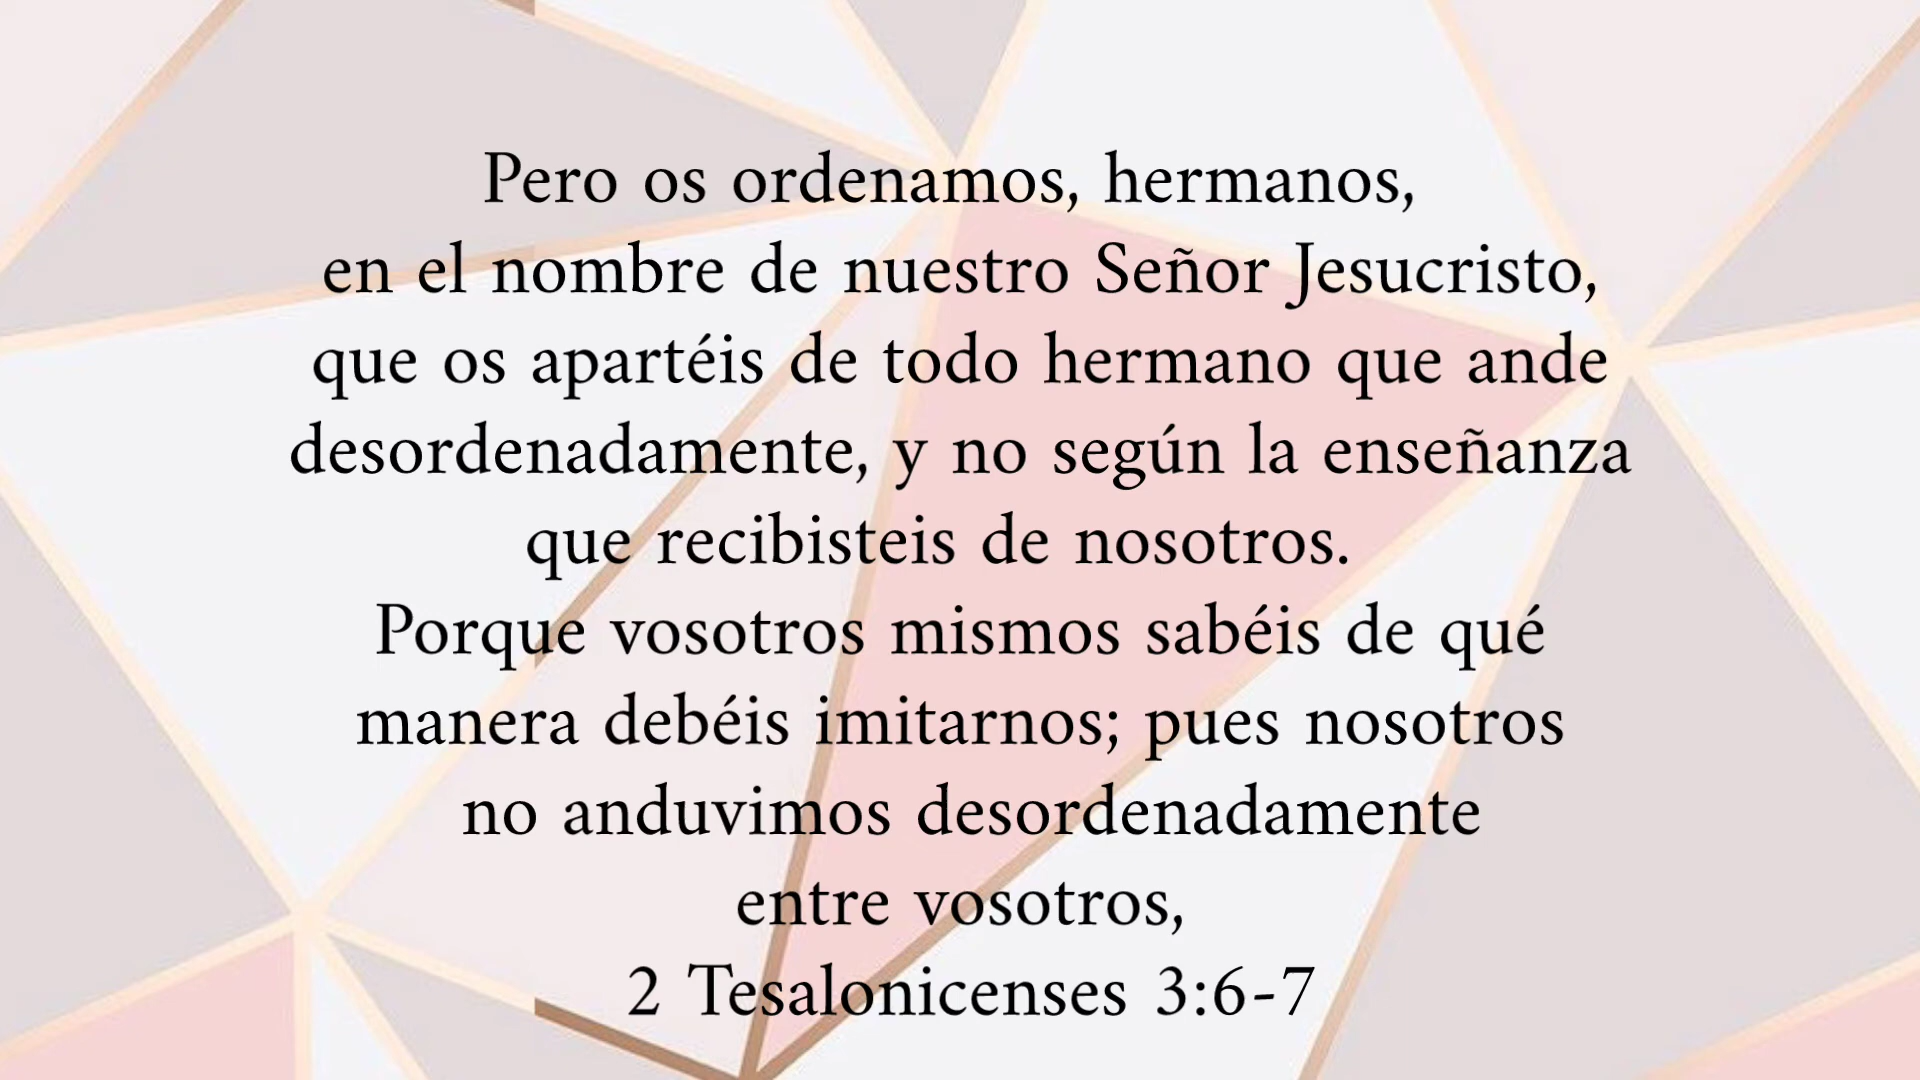 Pero os ordenamos, hermanos,
en el nombre de nuestro Señor Jesucristo,
que os apartéis de todo hermano que ande
desordenadamente, y no según la enseñanza
que recibisteis de nosotros.
Porque vosotros mismos sabéis de qué
manera debéis imitarnos; pues nosotros
no anduvimos desordenadamente
entre vosotros,
2 Tesalonicenses 3:6-7